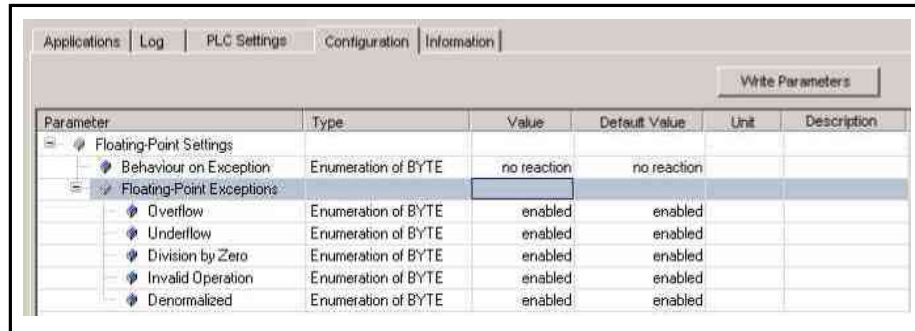 Applications Log PLC Settings Configuration Information
Write Parameters
Parameter Type Value Default Value Unit Description
Floating-Point Settings
Behaviour on Exception Enumeration of BYTE no reaction no reaction
Floating-Point Exceptions
Overflow Enumeration of BYTE enabled enabled
Underflow Enumeration of BYTE enabled enabled
Division by Zero Enumeration of BYTE enabled enabled
Invalid Operation Enumeration of BYTE enabled enabled
Denormalized Enumeration of BYTE enabled enabled